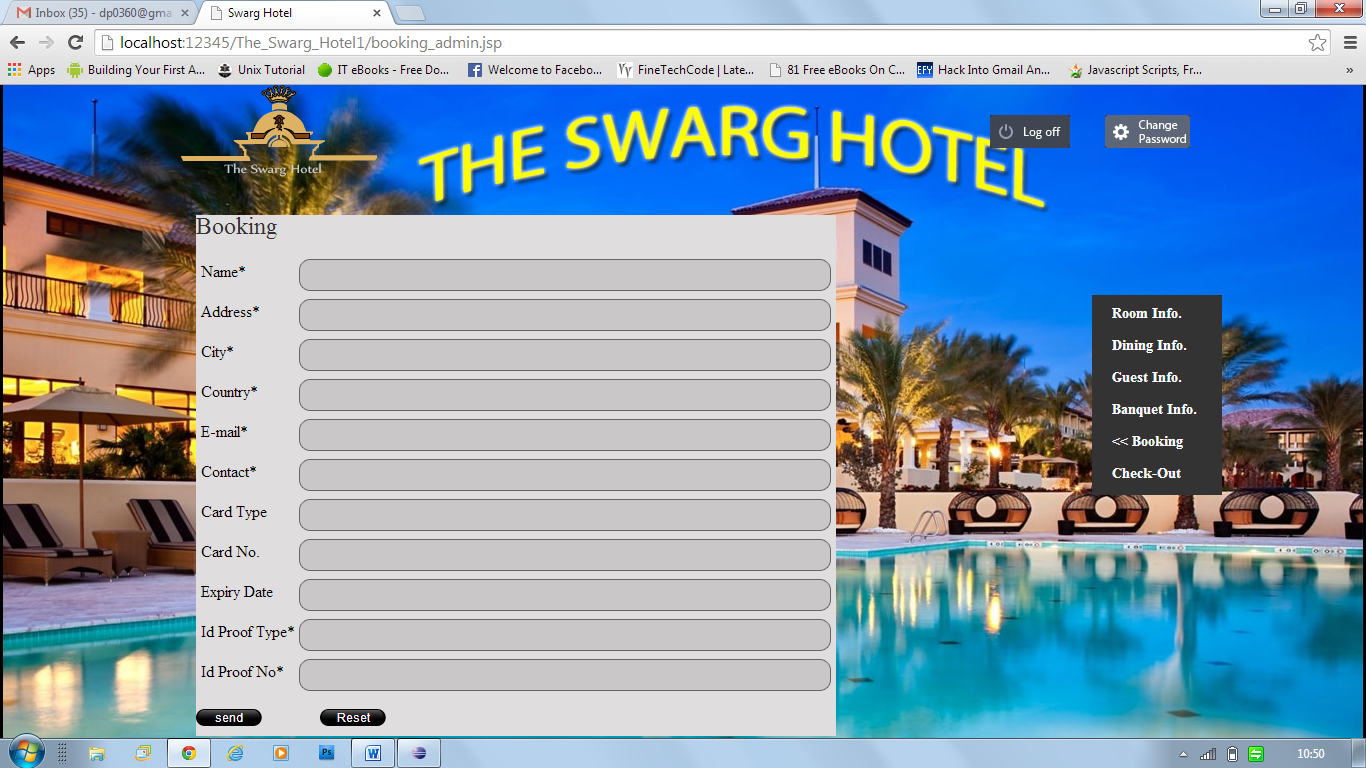 Inbox (35) - dp0360@gma
Swarg Hotel
localhost:12345/The_Swarg_Hotel1/booking_admin.jsp
Apps
Building Your First A...
Unix Tutorial
IT eBooks - Free Do...
Welcome to Facebo...
FineTechCode | Late...
81 Free eBooks On C...
EFY
Hack Into Gmail An...
Javascript Scripts, Fr...
»
The Swarg Hotel
THE SWARG HOTEL
Log off
Change
Password
Booking
Name*
Address*
City*
Country*
E-mail*
Contact*
Card Type
Card No.
Expiry Date
Id Proof Type*
Id Proof No*
send
Reset
Room Info.
Dining Info.
Guest Info.
Banquet Info.
<< Booking
Check-Out
Ps
W
10:50